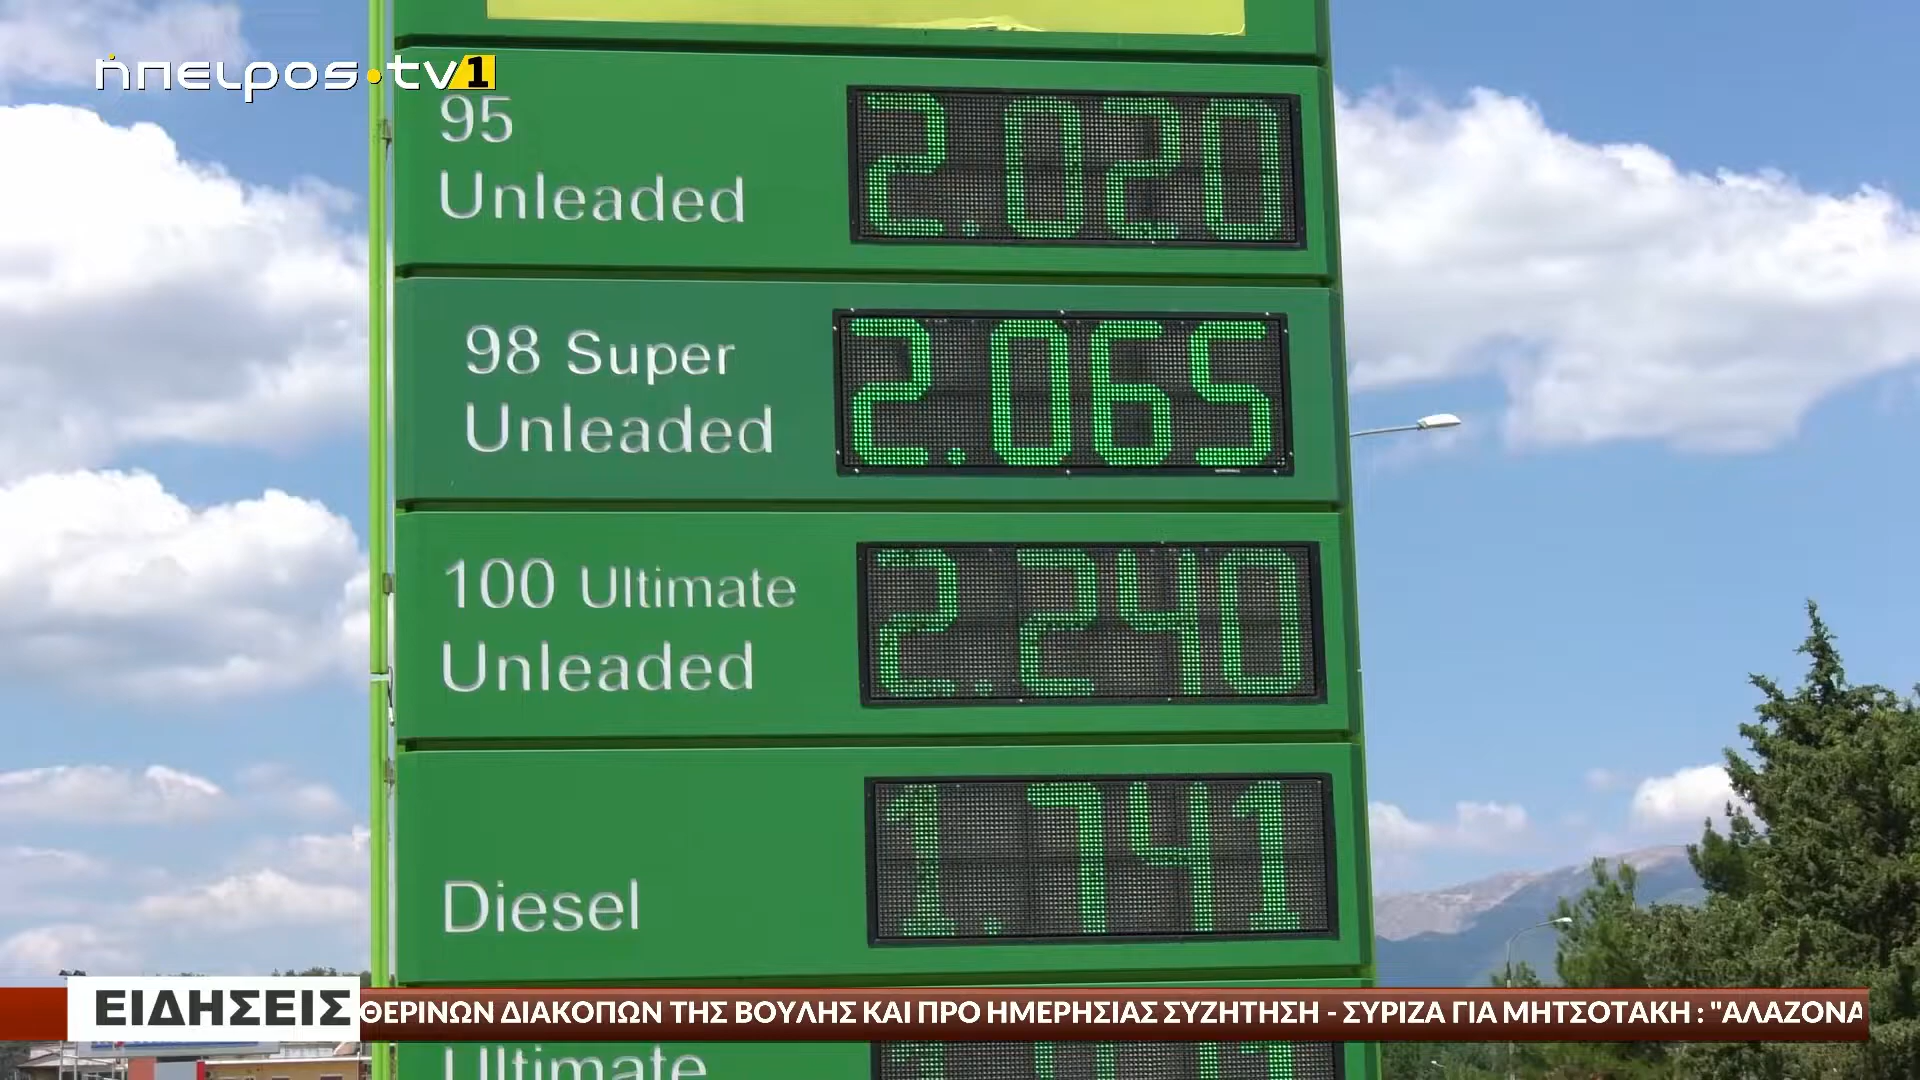 ήπειρος.tv1
95
Unleaded
2.020
98 Super
Unleaded
2.065
100 Ultimate
Unleaded
2.240
Diesel
1.741
ΕΙΔΗΣΕΙΣ
ΘΕΡΙΝΩΝ ΔΙΑΚΟΠΩΝ ΤΗΣ ΒΟΥΛΗΣ ΚΑΙ ΠΡΟ ΗΜΕΡΗΣΙΑΣ ΣΥΖΗΤΗΣΗ - ΣΥΡΙΖΑ ΓΙΑ ΜΗΤΣΟΤΑΚΗ : "ΑΛΑΖΟΝΑ
Ultimate